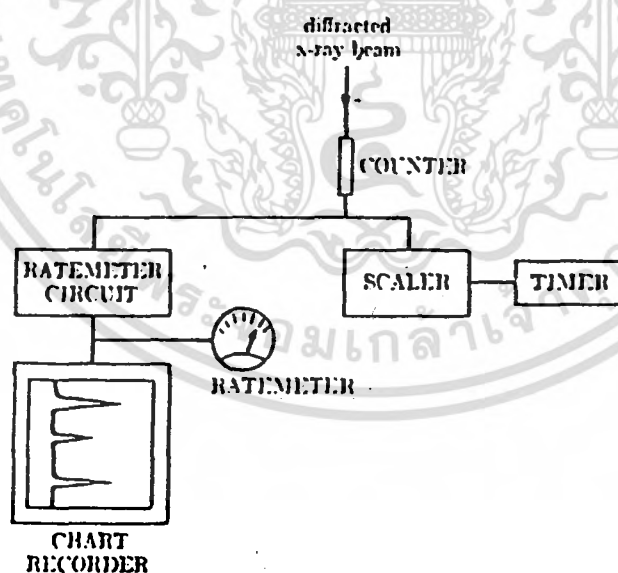 diffracted
x-ray beam
COUNTER
RATEMETER
CIRCUIT
SCALER
TIMER
RATEMETER
CHART
RECORDER